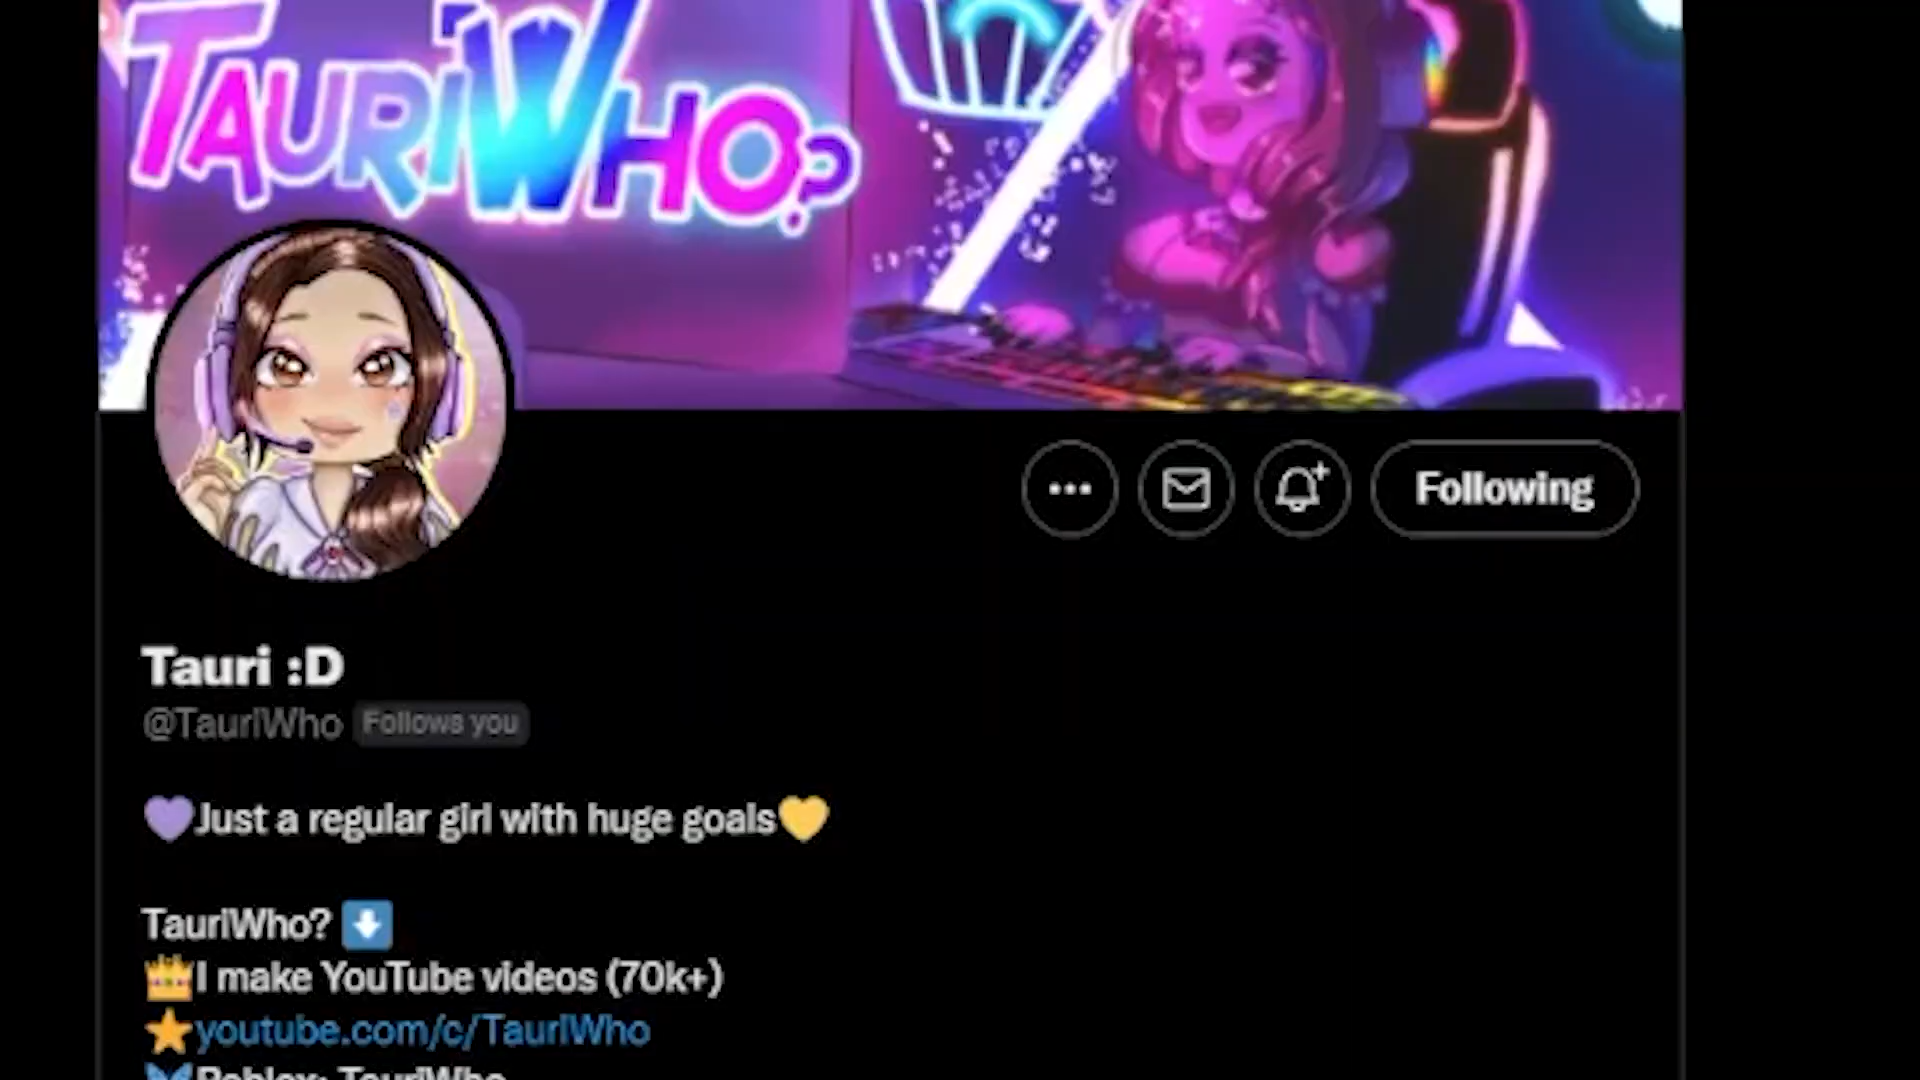 TAURIWHO?
Following
Tauri :D
@TauriWho Follows you
💜Just a regular girl with huge goals💛
TauriWho? ⬇️
👑I make YouTube videos (70k+)
⭐youtube.com/c/TauriWho
🦋Roblox: TauriWho